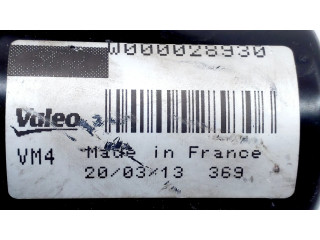 W000028930
Valeo
VM4 Made in France
20/03/13 369